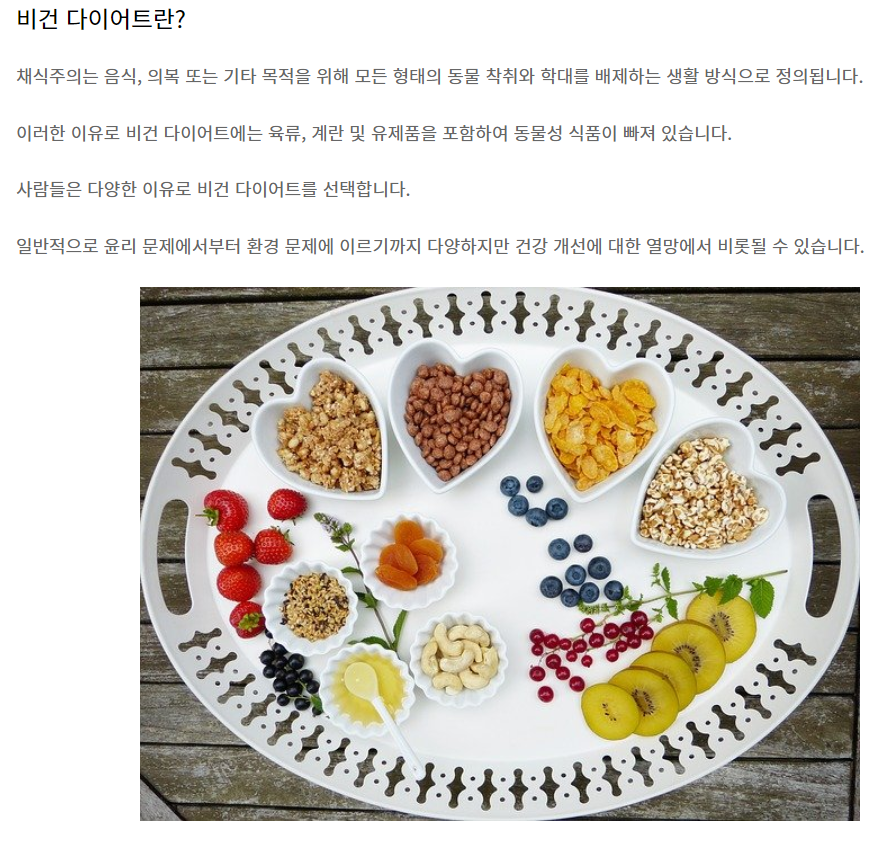 비건 다이어트란?
채식주의는 음식, 의복 또는 기타 목적을 위해 모든 형태의 동물 착취와 학대를 배제하는 생활 방식으로 정의됩니다.
이러한 이유로 비건 다이어트에는 육류, 계란 및 유제품을 포함하여 동물성 식품이 빠져 있습니다.
사람들은 다양한 이유로 비건 다이어트를 선택합니다.
일반적으로 윤리 문제에서부터 환경 문제에 이르기까지 다양하지만 건강 개선에 대한 열망에서 비롯될 수 있습니다.